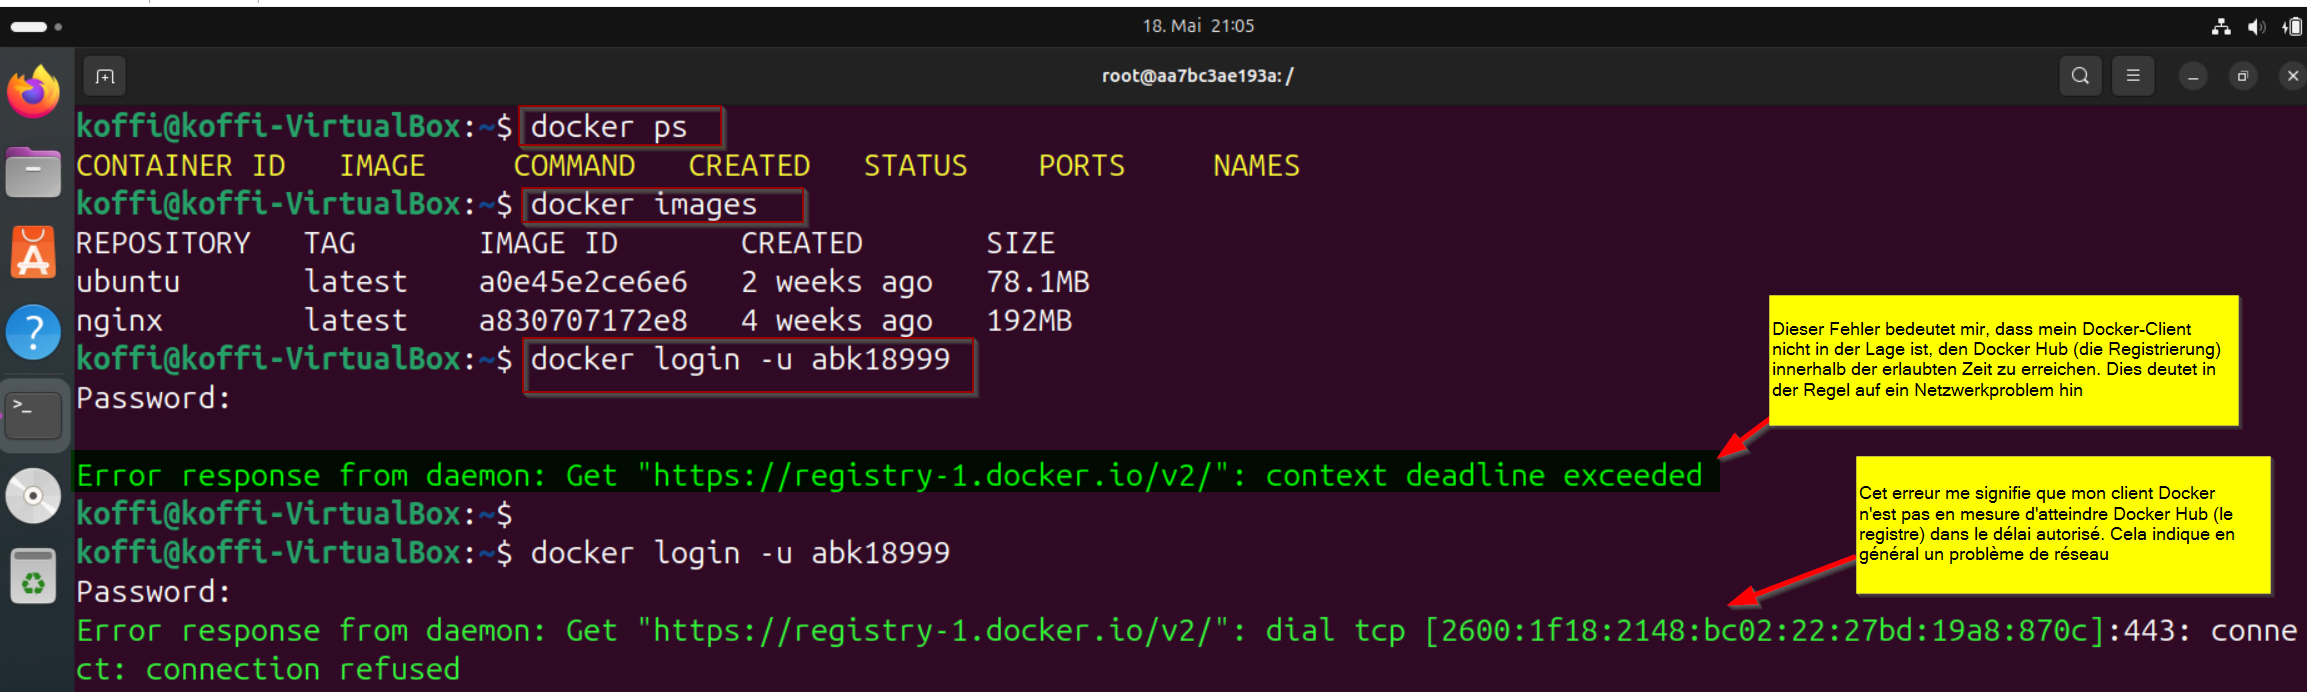 18. Mai 21:05
root@aa7bc3ae193a: /
koffi@koffi-VirtualBox:~$ docker ps
CONTAINER ID IMAGE COMMAND CREATED STATUS PORTS NAMES
koffi@koffi-VirtualBox:~$ docker images
REPOSITORY TAG IMAGE ID CREATED SIZE
ubuntu latest a0e45e2ce6e6 2 weeks ago 78.1MB
nginx latest a830707172e8 4 weeks ago 192MB
koffi@koffi-VirtualBox:~$ docker login -u abk18999
Password:
Dieser Fehler bedeutet mir, dass mein Docker-Client
nicht in der Lage ist, den Docker Hub (die Registrierung)
innerhalb der erlaubten Zeit zu erreichen. Dies deutet in
der Regel auf ein Netzwerkproblem hin
Error response from daemon: Get "https://registry-1.docker.io/v2/": context deadline exceeded
koffi@koffi-VirtualBox:~$
koffi@koffi-VirtualBox:~$ docker login -u abk18999
Password:
Cet erreur me signifie que mon client Docker
n'est pas en mesure d'atteindre Docker Hub (le
registre) dans le délai autorisé. Cela indique en
général un problème de réseau
Error response from daemon: Get "https://registry-1.docker.io/v2/": dial tcp [2600:1f18:2148:bc02:22:27bd:19a8:870c]:443: conne
ct: connection refused